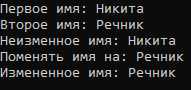 Первое имя: Никита
Второе имя: Речник
Неизменное имя: Никита
Поменять имя на: Речник
Измененное имя: Речник